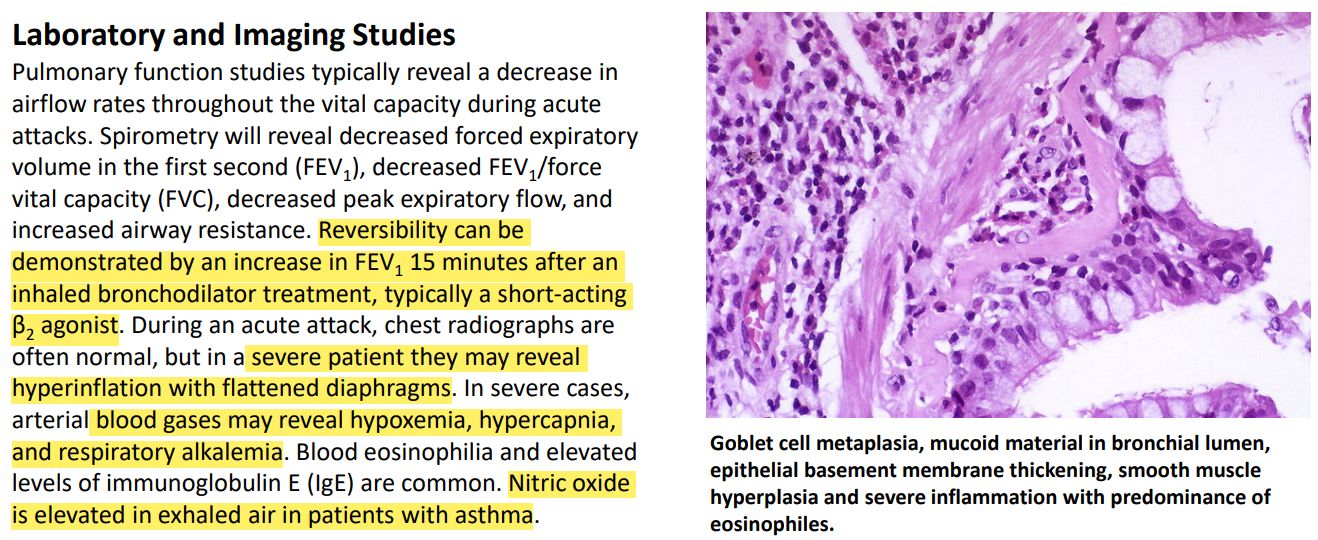 Laboratory and Imaging Studies
Pulmonary function studies typically reveal a decrease in
airflow rates throughout the vital capacity during acute
attacks. Spirometry will reveal decreased forced expiratory
volume in the first second (FEV₁), decreased FEV₁/force
vital capacity (FVC), decreased peak expiratory flow, and
increased airway resistance. Reversibility can be
demonstrated by an increase in FEV₁ 15 minutes after an
inhaled bronchodilator treatment, typically a short-acting
β₂ agonist. During an acute attack, chest radiographs are
often normal, but in a severe patient they may reveal
hyperinflation with flattened diaphragms. In severe cases,
arterial blood gases may reveal hypoxemia, hypercapnia,
and respiratory alkalemia. Blood eosinophilia and elevated
levels of immunoglobulin E (IgE) are common. Nitric oxide
is elevated in exhaled air in patients with asthma.
Goblet cell metaplasia, mucoid material in bronchial lumen,
epithelial basement membrane thickening, smooth muscle
hyperplasia and severe inflammation with predominance of
eosinophiles.